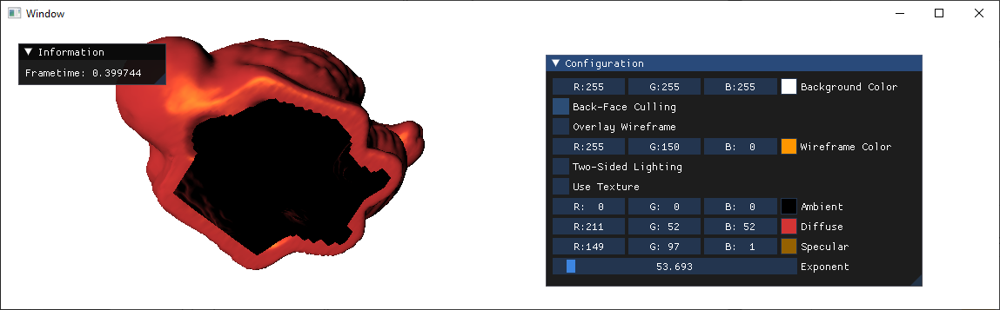 Window
Information
Frametime: 0.399744
Configuration
R:255 G:255 B:255 Background Color
Back-Face Culling
Overlay Wireframe
R:255 G:150 B: 0 Wireframe Color
Two-Sided Lighting
Use Texture
R: 0 G: 0 B: 0 Ambient
R:211 G: 52 B: 52 Diffuse
R:149 G: 97 B: 1 Specular
53.693 Exponent